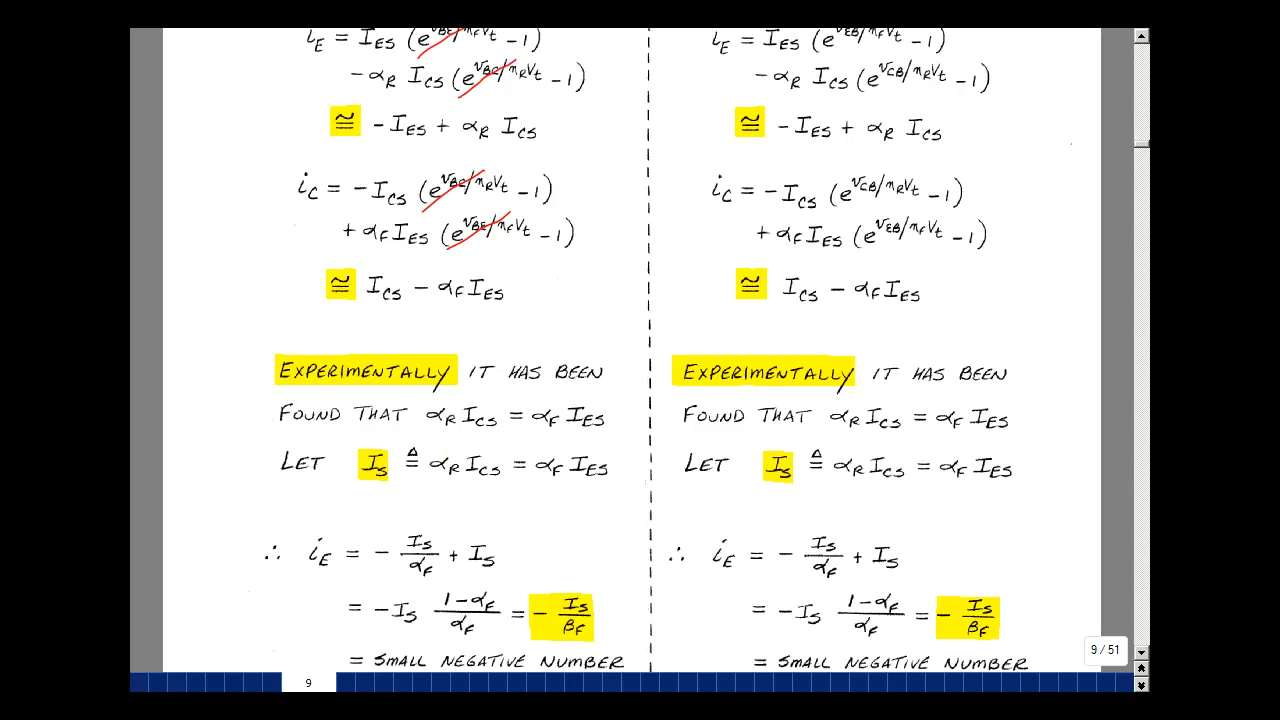 i_E = I_ES (e^{v_BE/n_F V_t} - 1)
- α_R I_CS (e^{v_BC/n_R V_t} - 1)
≅ - I_ES + α_R I_CS
i_C = - I_CS (e^{v_BC/n_R V_t} - 1)
+ α_F I_ES (e^{v_BE/n_F V_t} - 1)
≅ I_CS - α_F I_ES
EXPERIMENTALLY IT HAS BEEN
FOUND THAT α_R I_CS = α_F I_ES
LET I_S ≜ α_R I_CS = α_F I_ES
∴ i_E = - I_S/α_F + I_S
= - I_S (1-α_F)/α_F = - I_S/β_F
= SMALL NEGATIVE NUMBER
i_E = I_ES (e^{v_EB/n_F V_t} - 1)
- α_R I_CS (e^{v_CB/n_R V_t} - 1)
≅ - I_ES + α_R I_CS
i_C = - I_CS (e^{v_CB/n_R V_t} - 1)
+ α_F I_ES (e^{v_EB/n_F V_t} - 1)
≅ I_CS - α_F I_ES
EXPERIMENTALLY IT HAS BEEN
FOUND THAT α_R I_CS = α_F I_ES
LET I_S ≜ α_R I_CS = α_F I_ES
∴ i_E = - I_S/α_F + I_S
= - I_S (1-α_F)/α_F = - I_S/β_F
= SMALL NEGATIVE NUMBER
9 / 51
9